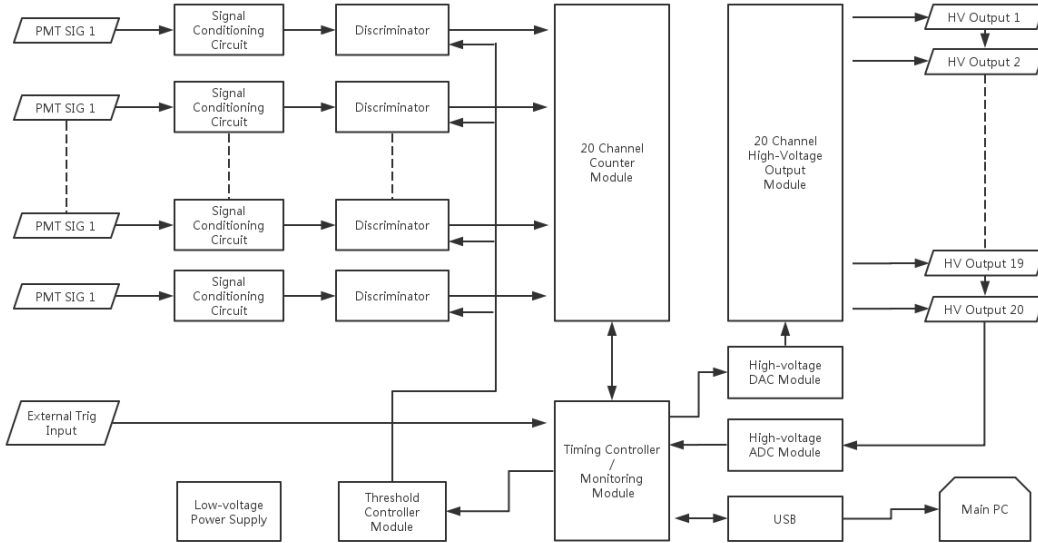 PMT SIG 1
Signal
Conditioning
Circuit
Discriminator
PMT SIG 1
Signal
Conditioning
Circuit
Discriminator
PMT SIG 1
Signal
Conditioning
Circuit
Discriminator
PMT SIG 1
Signal
Conditioning
Circuit
Discriminator
20 Channel
Counter
Module
20 Channel
High-Voltage
Output
Module
HV Output 1
HV Output 2
HV Output 19
HV Output 20
High-voltage
DAC Module
External Trig
Input
Timing Controller
/
Monitoring
Module
High-voltage
ADC Module
Low-voltage
Power Supply
Threshold
Controller
Module
USB
Main PC